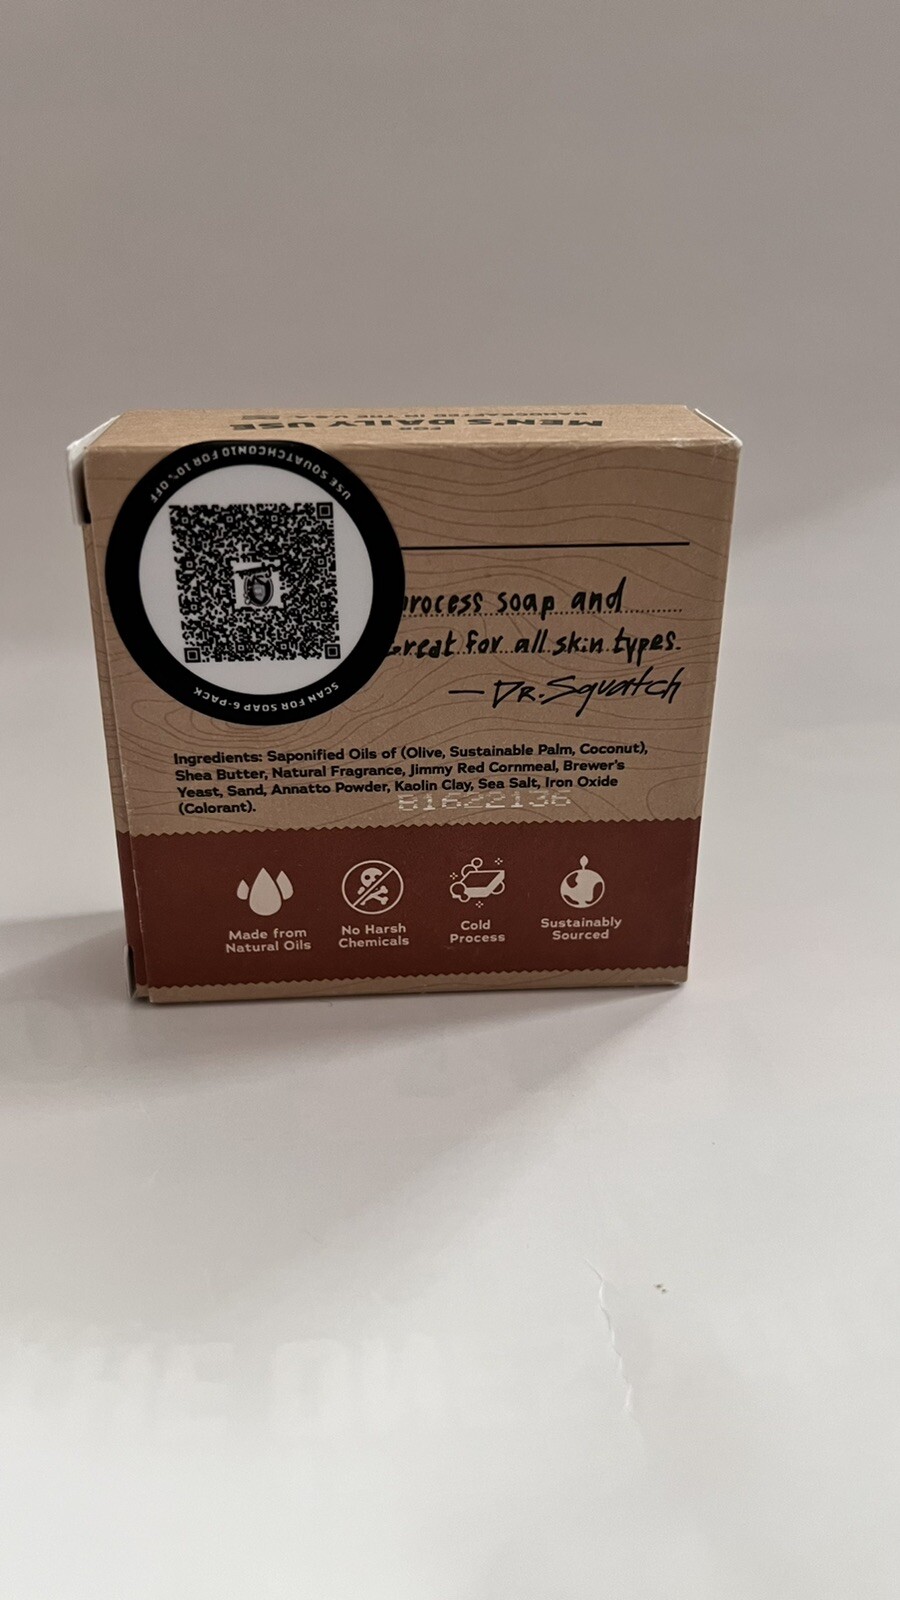 FOR
MEN'S DAILY USE
HANDCRAFTED IN THE U.S.A.
USE SQUATCHCON10 FOR 10% OFF
SCAN FOR SOAP 6-PACK
process soap and
Great for all skin types.
— DR. Squatch
Ingredients: Saponified Oils of (Olive, Sustainable Palm, Coconut),
Shea Butter, Natural Fragrance, Jimmy Red Cornmeal, Brewer's
Yeast, Sand, Annatto Powder, Kaolin Clay, Sea Salt, Iron Oxide
(Colorant).
81622136
Made from
Natural Oils
No Harsh
Chemicals
Cold
Process
Sustainably
Sourced